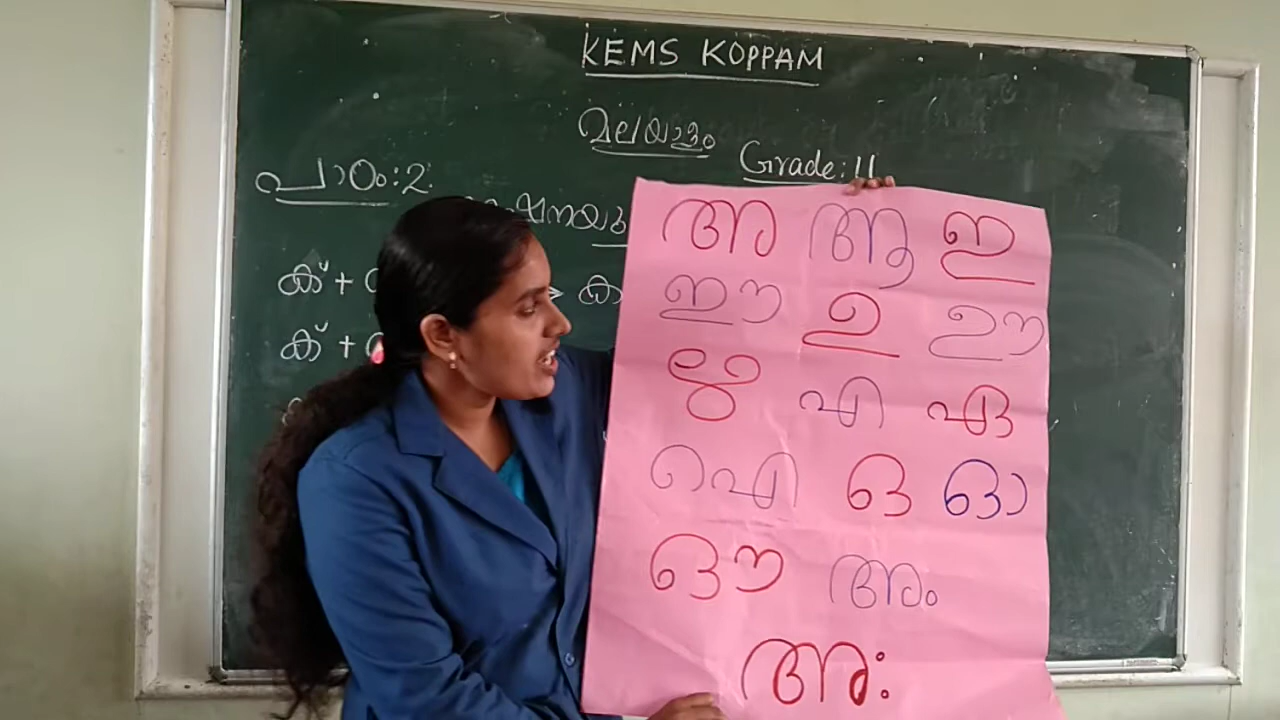 KEMS KOPPAM
മലയാളം
Grade: II
പാഠം: 2
ക് +
ക
ക് +
അ ആ ഇ
ഈ ഉ ഊ
ഋ എ ഏ
ഐ ഒ ഓ
ഔ അം
അഃ